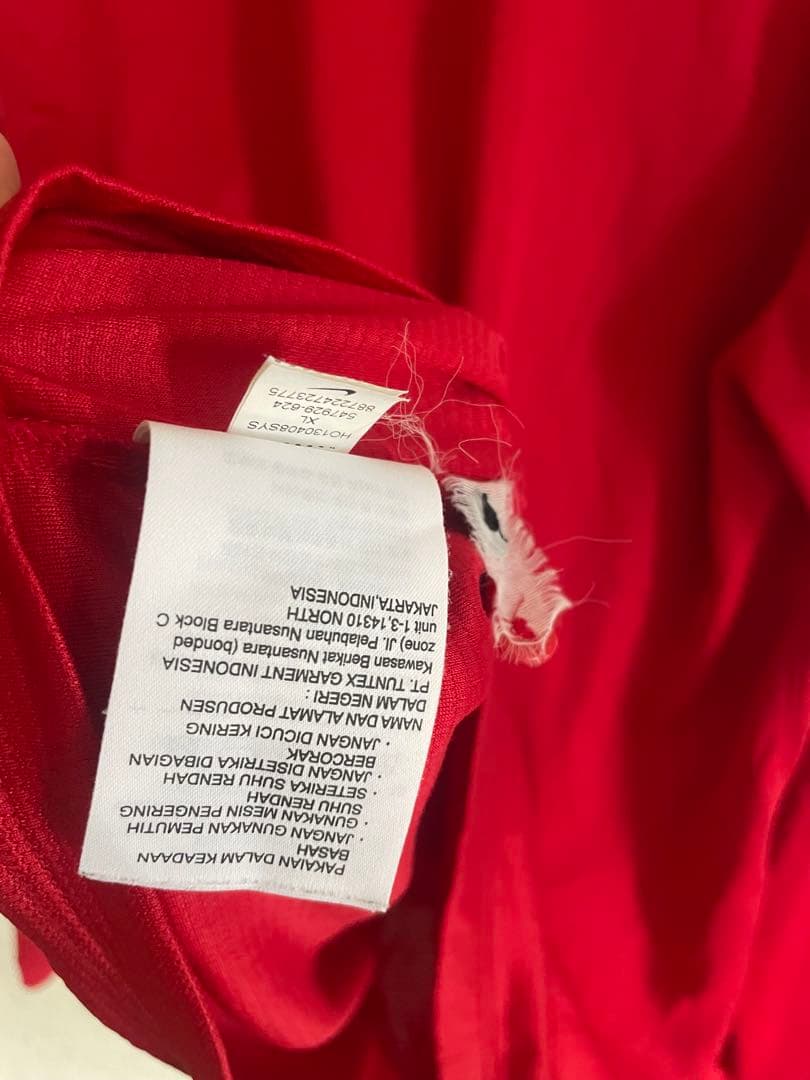 PAKAIAN DALAM KEADAAN
BASAH
· JANGAN GUNAKAN PEMUTIH
· GUNAKAN MESIN PENGERING
SUHU RENDAH
· SETERIKA SUHU RENDAH
· JANGAN DISETRIKA DIBAGIAN
BERCORAK
· JANGAN DICUCI KERING
NAMA DAN ALAMAT PRODUSEN
DALAM NEGERI :
PT. TUNTEX GARMENT INDONESIA
Kawasan Berikat Nusantara (bonded
zone) Jl. Pelabuhan Nusantara Block C
unit 1-3,14310 NORTH
JAKARTA,INDONESIA
HO130408SYS
XL
547929-624
887224723775